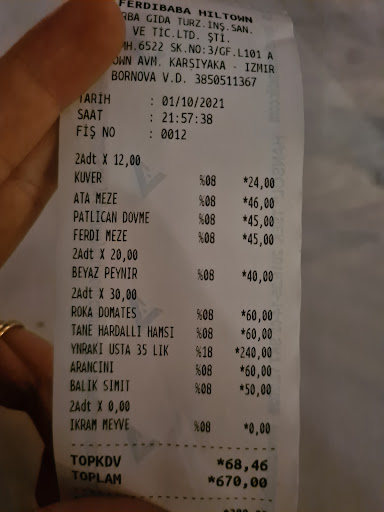 FERDIBABA HILTOWN
RBA GIDA TURZ.INŞ.SAN.
VE TİC.LTD. ŞTİ.
MH.6522 SK.NO:3/GF.L101 A
OWN AVM. KARŞIYAKA - IZMIR
BORNOVA V.D. 3850511367
TARİH : 01/10/2021
SAAT : 21:57:38
FİŞ NO : 0012
2Adt X 12,00
KUVER %08 *24,00
ATA MEZE %08 *46,00
PATLICAN DOVME %08 *45,00
FERDI MEZE %08 *45,00
2Adt X 20,00
BEYAZ PEYNIR %08 *40,00
2Adt X 30,00
ROKA DOMATES %08 *60,00
TANE HARDALLI HAMSI %08 *60,00
YNRAKI USTA 35 LIK %18 *240,00
ARANCINI %08 *60,00
BALIK SIMIT %08 *50,00
2Adt X 0,00
IKRAM MEYVE %08 *0,00
TOPKDV *68,46
TOPLAM *670,00